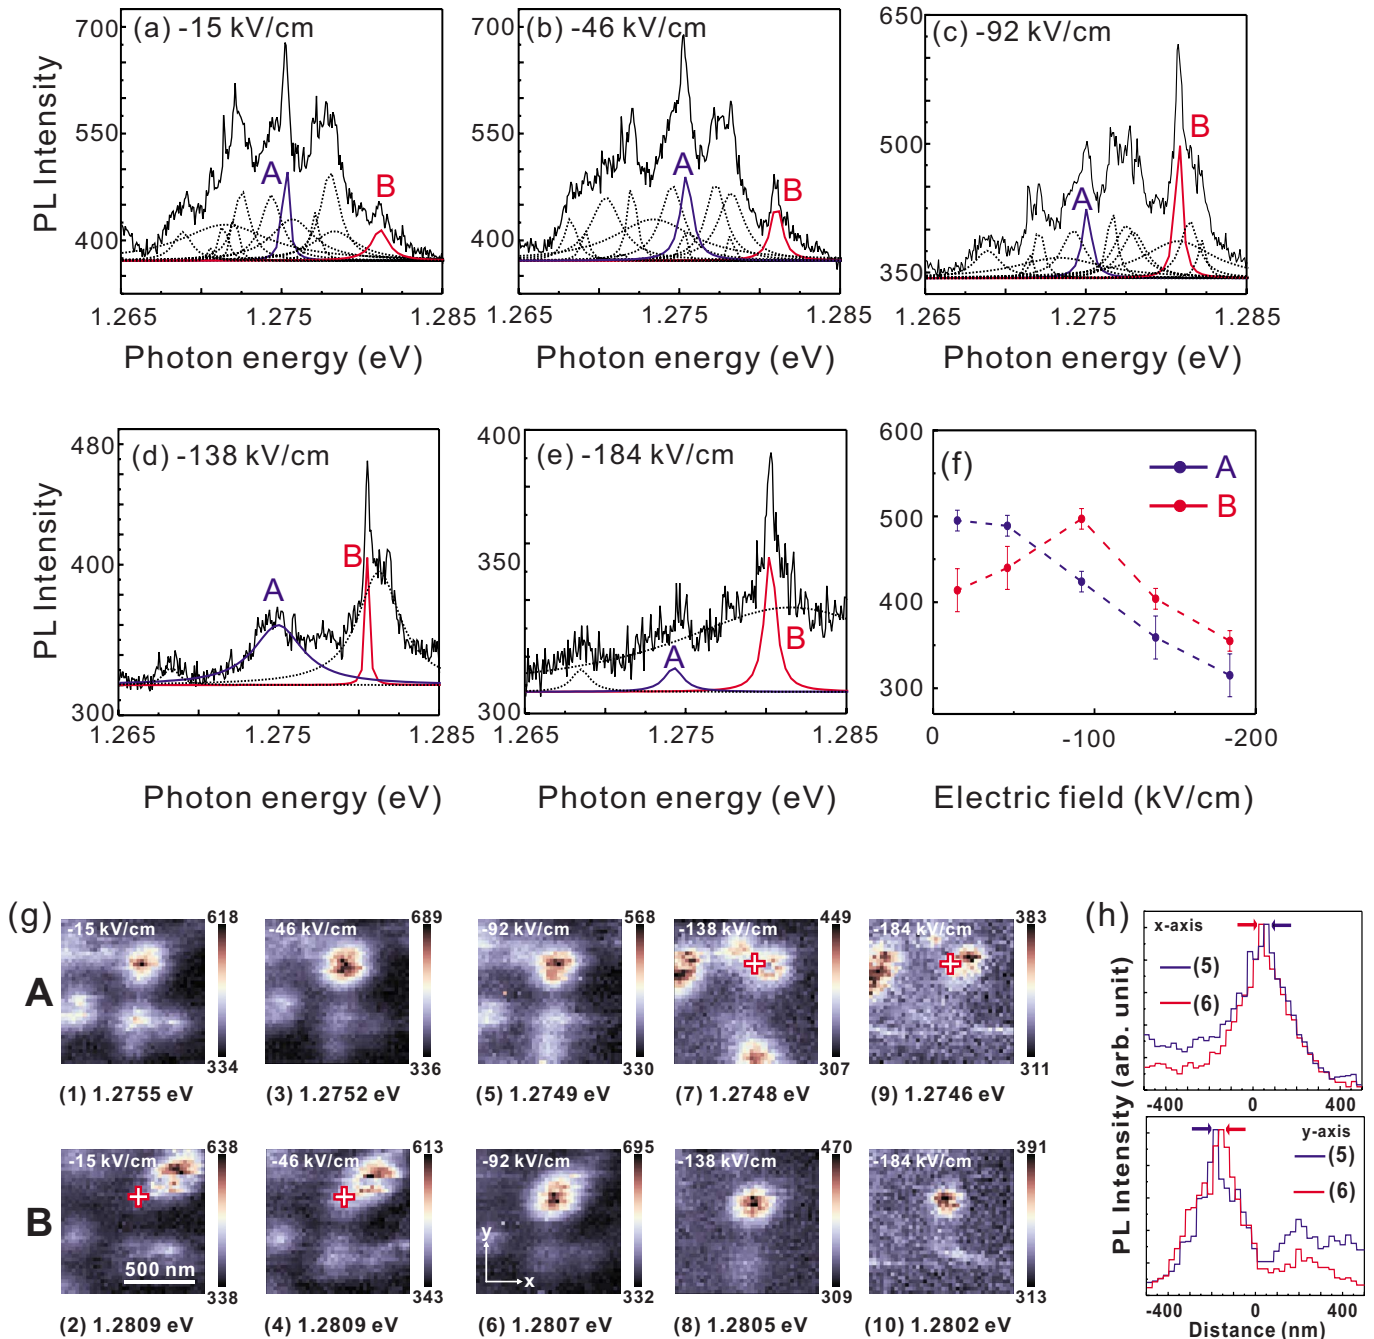 (a) -15 kV/cm
700
550
400
A
B
1.265
1.275
1.285
Photon energy (eV)
PL Intensity
(b) -46 kV/cm
700
550
400
A
B
1.265
1.275
1.285
Photon energy (eV)
(c) -92 kV/cm
650
500
350
A
B
1.265
1.275
1.285
Photon energy (eV)
(d) -138 kV/cm
480
400
300
A
B
1.265
1.275
1.285
Photon energy (eV)
PL Intensity
(e) -184 kV/cm
400
350
300
A
B
1.265
1.275
1.285
Photon energy (eV)
(f)
600
500
400
300
A
B
0
-100
-200
Electric field (kV/cm)
(g)
A
-15 kV/cm
618
334
(1) 1.2755 eV
-46 kV/cm
689
336
(3) 1.2752 eV
-92 kV/cm
568
330
(5) 1.2749 eV
-138 kV/cm
449
307
(7) 1.2748 eV
-184 kV/cm
383
311
(9) 1.2746 eV
B
-15 kV/cm
500 nm
638
338
(2) 1.2809 eV
-46 kV/cm
613
343
(4) 1.2809 eV
-92 kV/cm
y
x
695
332
(6) 1.2807 eV
-138 kV/cm
470
309
(8) 1.2805 eV
-184 kV/cm
391
313
(10) 1.2802 eV
(h)
x-axis
(5)
(6)
-400
0
400
y-axis
(5)
(6)
-400
0
400
Distance (nm)
PL Intensity (arb. unit)